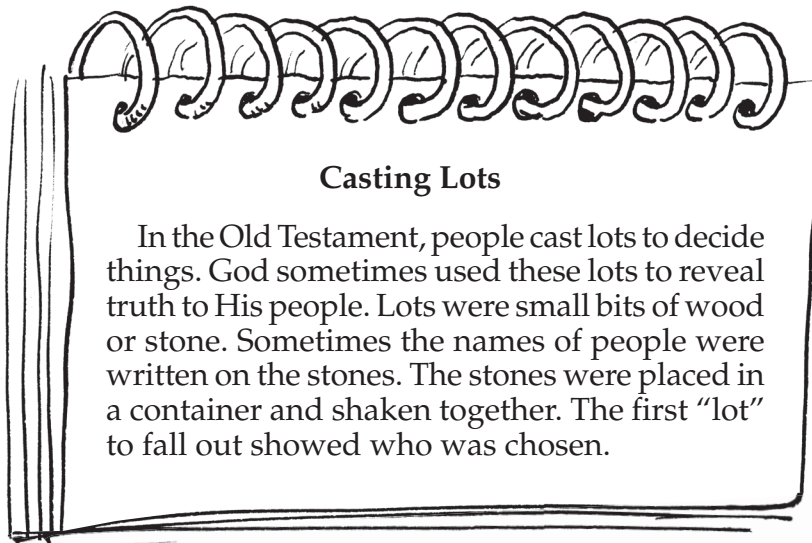 Casting Lots
In the Old Testament, people cast lots to decide
things. God sometimes used these lots to reveal
truth to His people. Lots were small bits of wood
or stone. Sometimes the names of people were
written on the stones. The stones were placed in
a container and shaken together. The first “lot”
to fall out showed who was chosen.